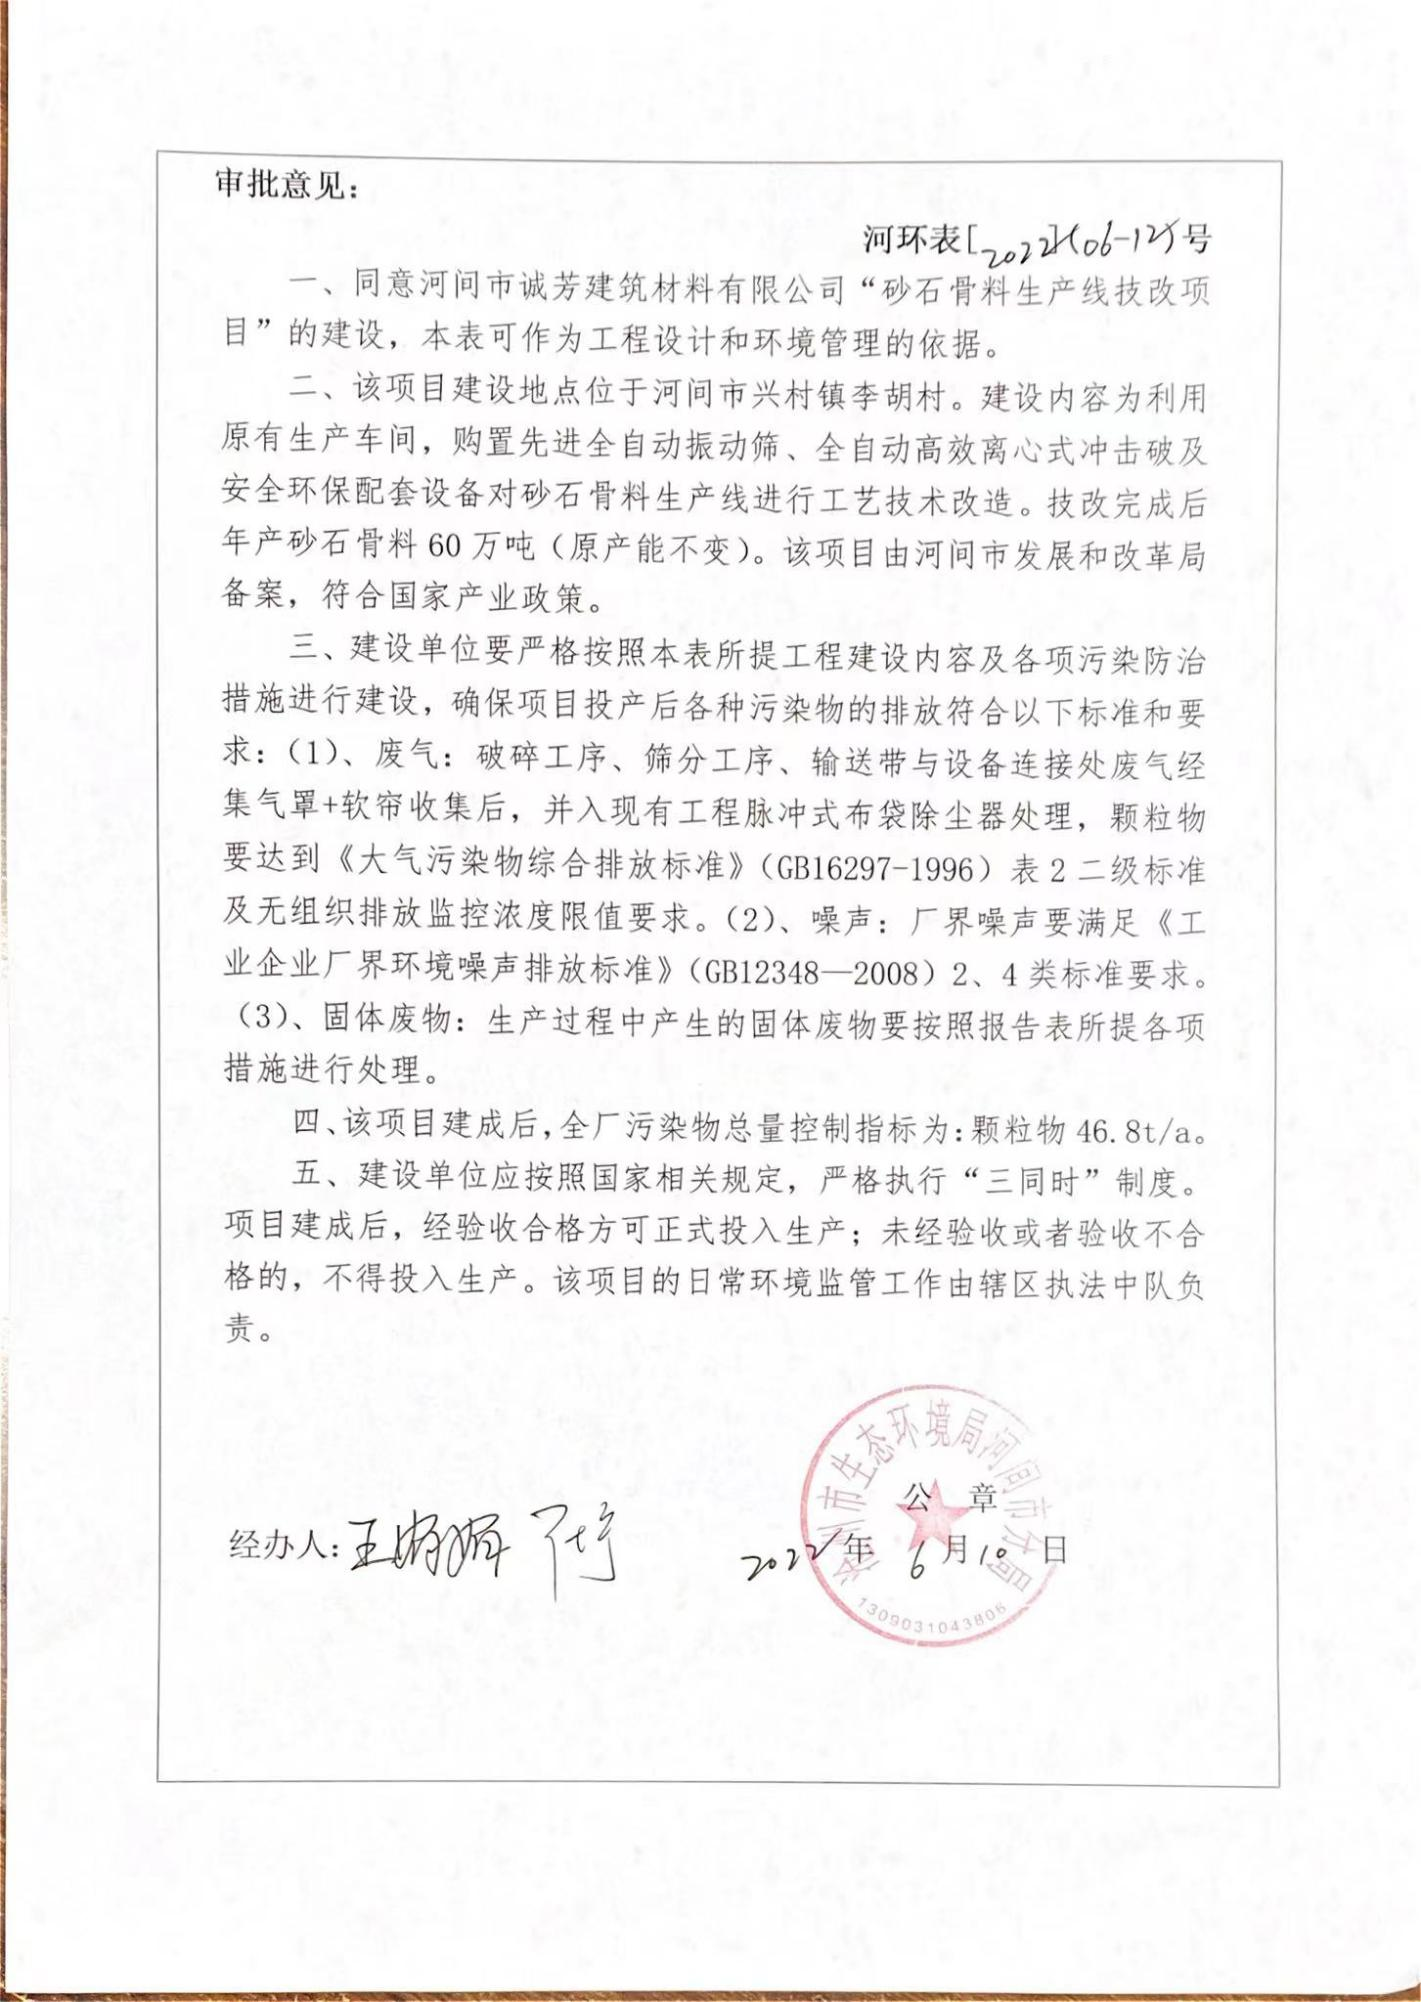 审批意见：
河环表[2022](06-12)号
一、同意河间市诚芳建筑材料有限公司“砂石骨料生产线技改项
目”的建设，本表可作为工程设计和环境管理的依据。
二、该项目建设地点位于河间市兴村镇李胡村。建设内容为利用
原有生产车间，购置先进全自动振动筛、全自动高效离心式冲击破及
安全环保配套设备对砂石骨料生产线进行工艺技术改造。技改完成后
年产砂石骨料 60 万吨（原产能不变）。该项目由河间市发展和改革局
备案，符合国家产业政策。
三、建设单位要严格按照本表所提工程建设内容及各项污染防治
措施进行建设，确保项目投产后各种污染物的排放符合以下标准和要
求：（1）、废气：破碎工序、筛分工序、输送带与设备连接处废气经
集气罩+软帘收集后，并入现有工程脉冲式布袋除尘器处理，颗粒物
要达到《大气污染物综合排放标准》（GB16297-1996）表 2 二级标准
及无组织排放监控浓度限值要求。（2）、噪声：厂界噪声要满足《工
业企业厂界环境噪声排放标准》（GB12348—2008）2、4 类标准要求。
（3）、固体废物：生产过程中产生的固体废物要按照报告表所提各项
措施进行处理。
四、该项目建成后，全厂污染物总量控制指标为：颗粒物 46.8t/a。
五、建设单位应按照国家相关规定，严格执行“三同时”制度。
项目建成后，经验收合格方可正式投入生产；未经验收或者验收不合
格的，不得投入生产。该项目的日常环境监管工作由辖区执法中队负
责。
沧州市生态环境局河间市分局
公 章
经办人：王
2022年 6 月10 日
1309031043806